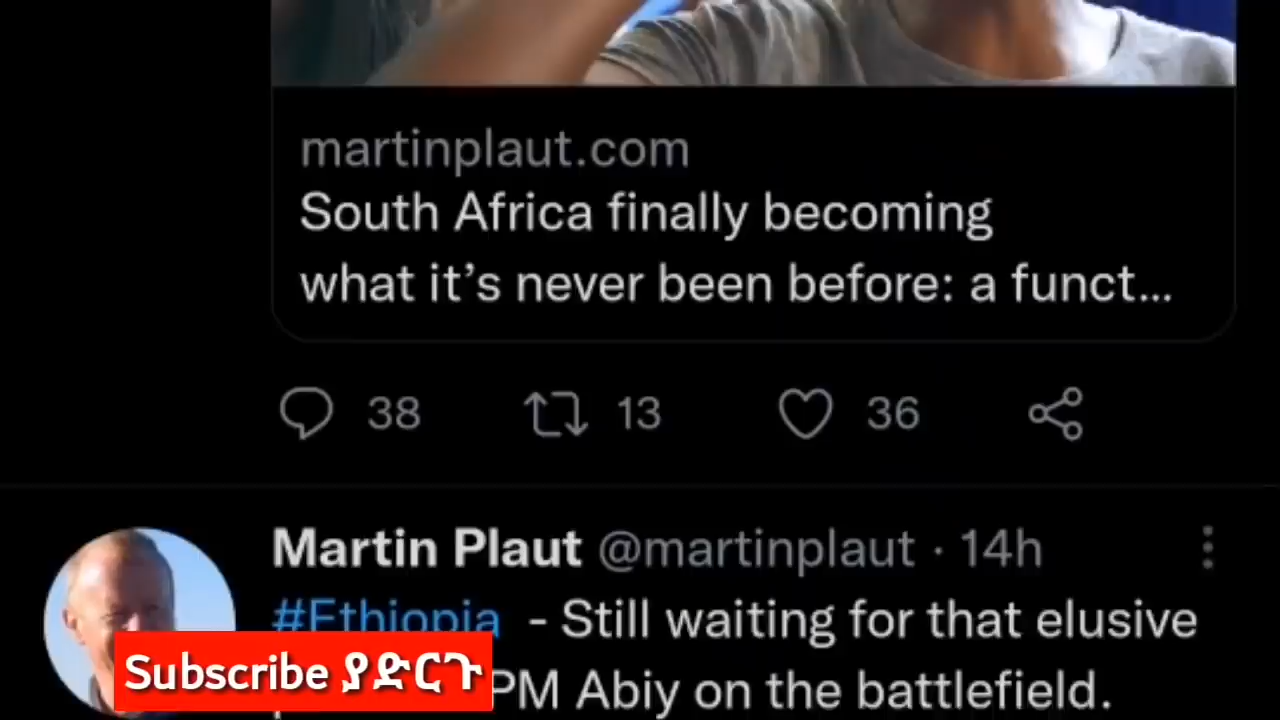 martinplaut.com
South Africa finally becoming
what it’s never been before: a funct...
38 13 36
Martin Plaut @martinplaut · 14h
#Ethiopia - Still waiting for that elusive
PM Abiy on the battlefield.
Subscribe ያድርጉ